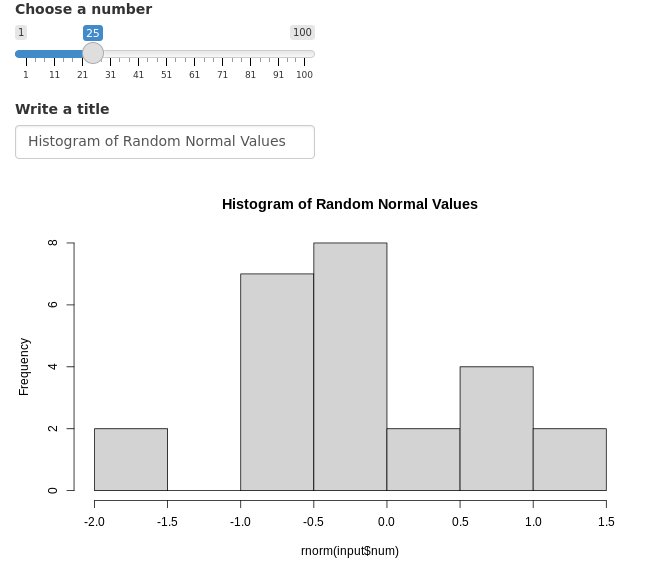 Choose a number
1 25 100
1 11 21 31 41 51 61 71 81 91 100
Write a title
Histogram of Random Normal Values
Histogram of Random Normal Values
8
6
4
2
0
Frequency
-2.0 -1.5 -1.0 -0.5 0.0 0.5 1.0 1.5
rnorm(input$num)